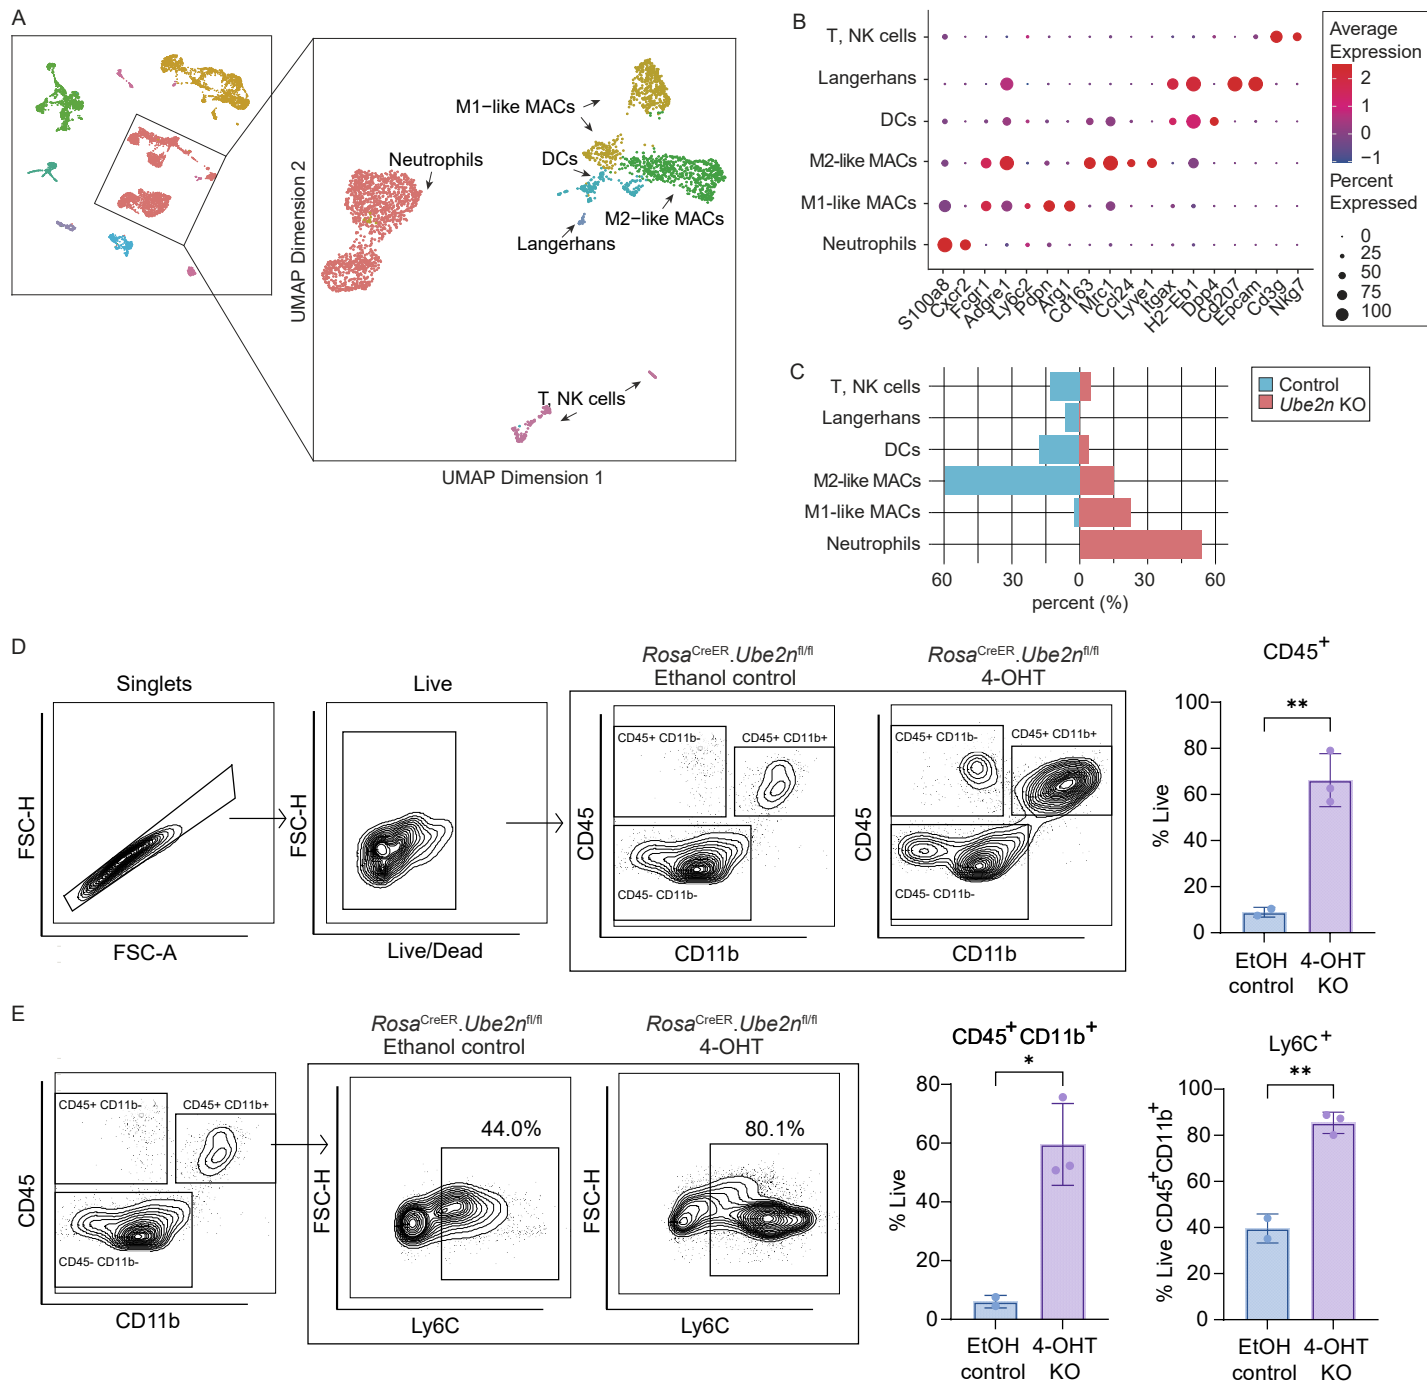 A
M1-like MACs
Neutrophils
DCs
M2-like MACs
Langerhans
T, NK cells
UMAP Dimension 2
UMAP Dimension 1
B
T, NK cells
Langerhans
DCs
M2-like MACs
M1-like MACs
Neutrophils
S100a8
Cxcr2
Fcgr1
Adgre1
Ly6c2
Pdpn
Arg1
Cd163
Mrc1
Ccl24
Lyve1
Itgax
H2-Eb1
Dpp4
Cd207
Epcam
Cd3g
Nkg7
Average
Expression
2
1
0
-1
Percent
Expressed
0
25
50
75
100
C
T, NK cells
Langerhans
DCs
M2-like MACs
M1-like MACs
Neutrophils
60 30 0 30 60
percent (%)
Control
Ube2n KO
D
Singlets
FSC-H
FSC-A
Live
FSC-H
Live/Dead
RosaCreER.Ube2nfl/fl
Ethanol control
CD45+ CD11b-
CD45+ CD11b+
CD45- CD11b-
CD45
CD11b
RosaCreER.Ube2nfl/fl
4-OHT
CD45+ CD11b-
CD45+ CD11b+
CD45- CD11b-
CD45
CD11b
CD45+
**
% Live
100
80
60
40
20
0
EtOH control
4-OHT KO
E
CD45+ CD11b-
CD45+ CD11b+
CD45- CD11b-
CD45
CD11b
RosaCreER.Ube2nfl/fl
Ethanol control
44.0%
FSC-H
Ly6C
RosaCreER.Ube2nfl/fl
4-OHT
80.1%
FSC-H
Ly6C
CD45+ CD11b+
*
% Live
80
60
40
20
0
EtOH control
4-OHT KO
Ly6C+
**
% Live CD45+CD11b+
100
80
60
40
20
0
EtOH control
4-OHT KO